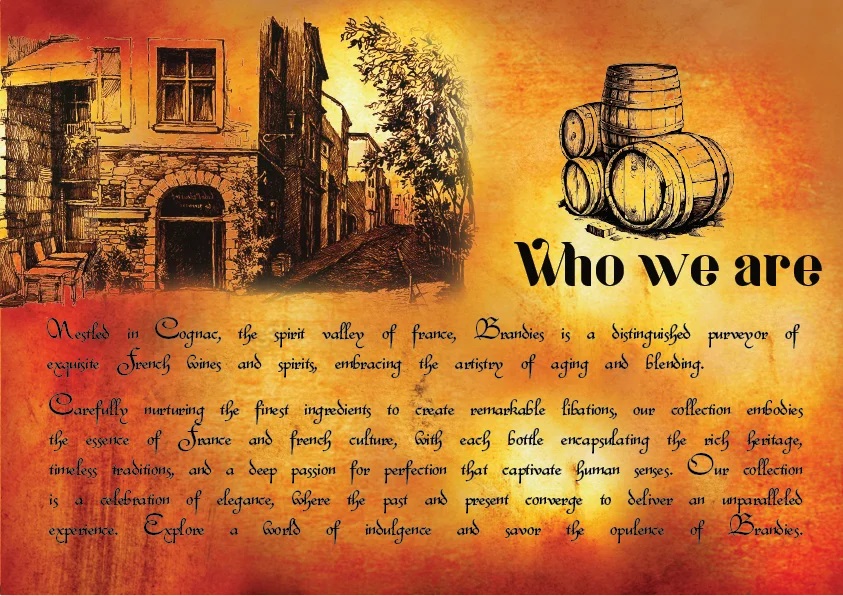 Who we are
Nestled in Cognac, the spirit valley of france, Brandies is a distinguished purveyor of
exquisite French wines and spirits, embracing the artistry of aging and blending.
Carefully nurturing the finest ingredients to create remarkable libations, our collection embodies
the essence of France and french culture, with each bottle encapsulating the rich heritage,
timeless traditions, and a deep passion for perfection that captivate human senses. Our collection
is a celebration of elegance, where the past and present converge to deliver an unparalleled
experience. Explore a world of indulgence and savor the opulence of Brandies.